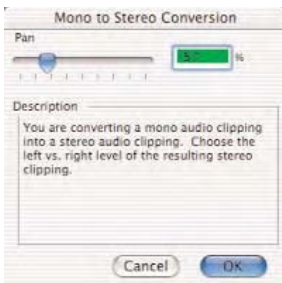 Mono to Stereo Conversion
Pan
%
Description
You are converting a mono audio clipping
into a stereo audio clipping. Choose the
left vs. right level of the resulting stereo
clipping.
Cancel
OK